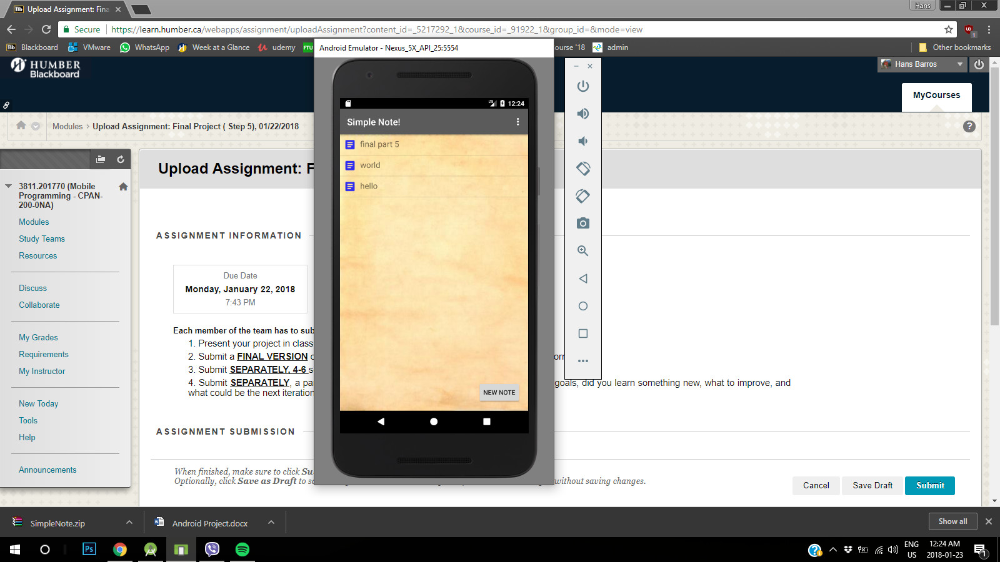 Upload Assignment: Fina
Hans
Secure
https://learn.humber.ca/webapps/assignment/uploadAssignment?content_id=_5217292_1&course_id=_91922_1&group_id=&mode=view
Bb Blackboard
VMware
WhatsApp
Week at a Glance
udemy
FTU
ourse '18
admin
Other bookmarks
Android Emulator - Nexus_5X_API_25:5554
HUMBER
Blackboard
Hans Barros
MyCourses
Modules > Upload Assignment: Final Project ( Step 5), 01/22/2018
LTE
12:24
Simple Note!
final part 5
world
hello
NEW NOTE
3811.201770 (Mobile
Programming - CPAN-
200-0NA)
Modules
Study Teams
Resources
Discuss
Collaborate
My Grades
Requirements
My Instructor
New Today
Tools
Help
Announcements
Upload Assignment: F
ASSIGNMENT INFORMATION
Due Date
Monday, January 22, 2018
7:43 PM
Each member of the team has to sub
1. Present your project in class
2. Submit a FINAL VERSION o
orr
3. Submit SEPARATELY, 4-6 s
4. Submit SEPARATELY, a pa
goals, did you learn something new, what to improve, and
what could be the next iteration
ASSIGNMENT SUBMISSION
When finished, make sure to click Su
Optionally, click Save as Draft to s
without saving changes.
Cancel
Save Draft
Submit
SimpleNote.zip
Android Project.docx
Show all
Ps
ENG
US
12:24 AM
2018-01-23
1